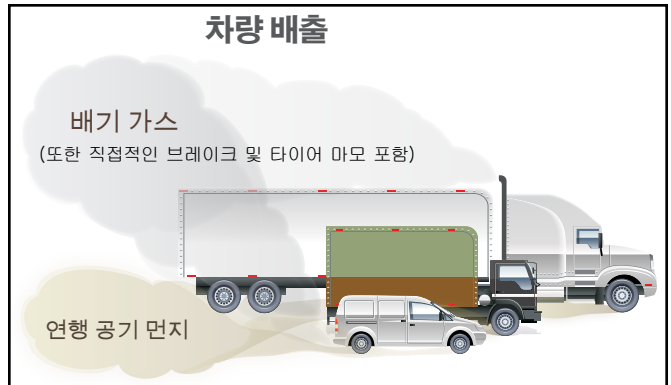 차량 배출
배기 가스
(또한 직접적인 브레이크 및 타이어 마모 포함)
연행 공기 먼지